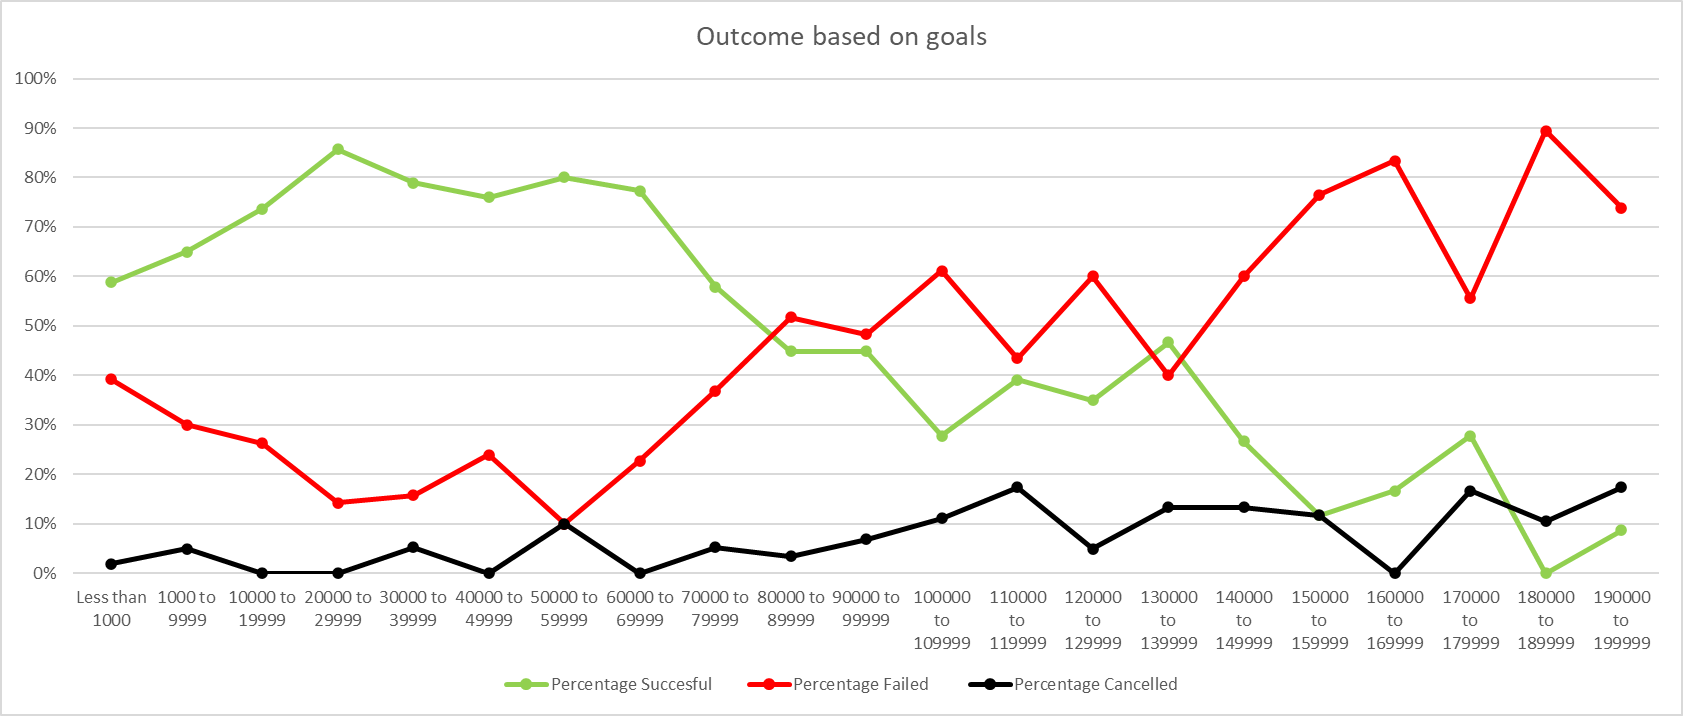 Outcome based on goals
100%
90%
80%
70%
60%
50%
40%
30%
20%
10%
0%
Less than
1000
1000 to
9999
10000 to
19999
20000 to
29999
30000 to
39999
40000 to
49999
50000 to
59999
60000 to
69999
70000 to
79999
80000 to
89999
90000 to
99999
100000
to
109999
110000
to
119999
120000
to
129999
130000
to
139999
140000
to
149999
150000
to
159999
160000
to
169999
170000
to
179999
180000
to
189999
190000
to
199999
Percentage Succesful
Percentage Failed
Percentage Cancelled